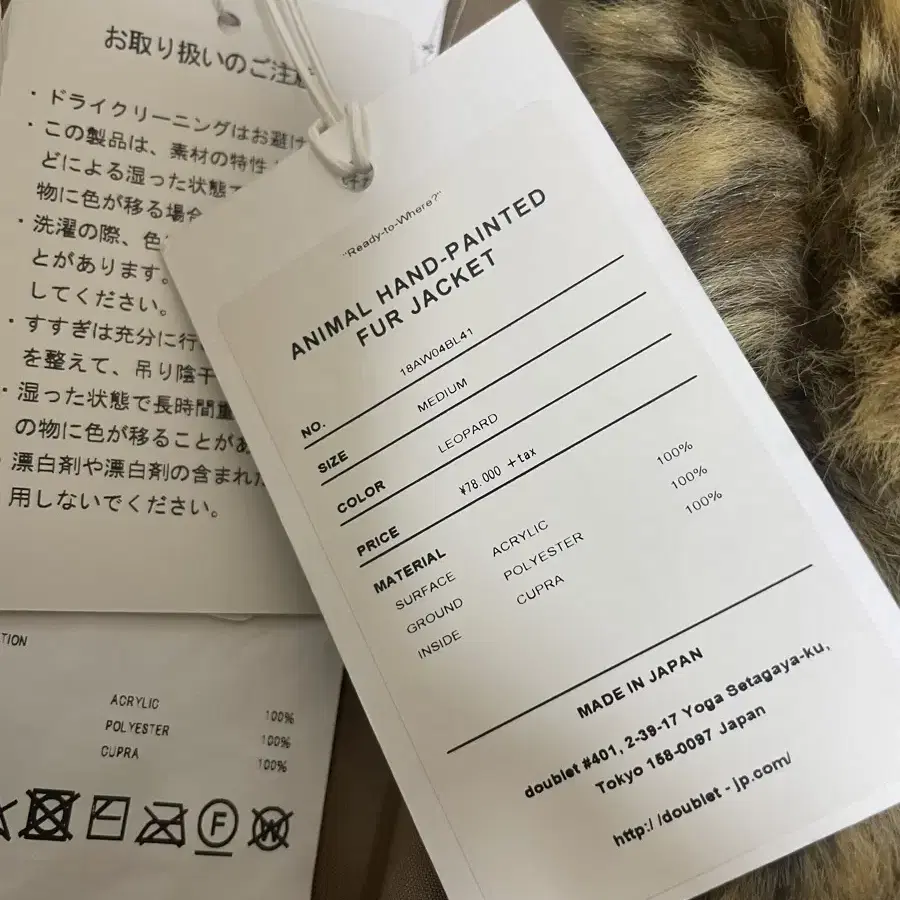 お取り扱いのご注意
・ドライクリーニングはお避け
・この製品は、素材の特性
どによる湿った状態で
物に色が移る場合
・洗濯の際、色
とがあります。
してください。
・すすぎは充分に行
を整えて、吊り陰干
・湿った状態で長時間重
の物に色が移ることがあ
・漂白剤や漂白剤の含まれた
用しないでください。
TION
ACRYLIC 100%
POLYESTER 100%
CUPRA 100%
F W
"Ready-to-Where?"
ANIMAL HAND-PAINTED
FUR JACKET
NO. 18AW04BL41
SIZE MEDIUM
COLOR LEOPARD
PRICE ¥78.000 +tax
MATERIAL
SURFACE ACRYLIC 100%
GROUND POLYESTER 100%
INSIDE CUPRA 100%
MADE IN JAPAN
doublet #401, 2-39-17 Yoga Setagaya-ku,
Tokyo 158-0097 Japan
http://doublet-jp.com/